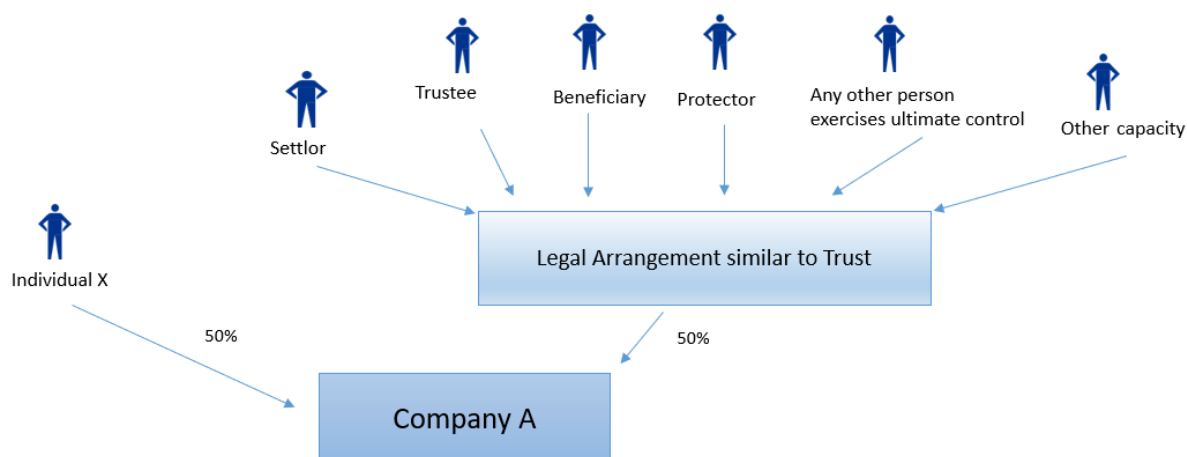 Settlor
Trustee
Beneficiary
Protector
Any other person
exercises ultimate control
Other capacity
Legal Arrangement similar to Trust
Individual X
50%
50%
Company A